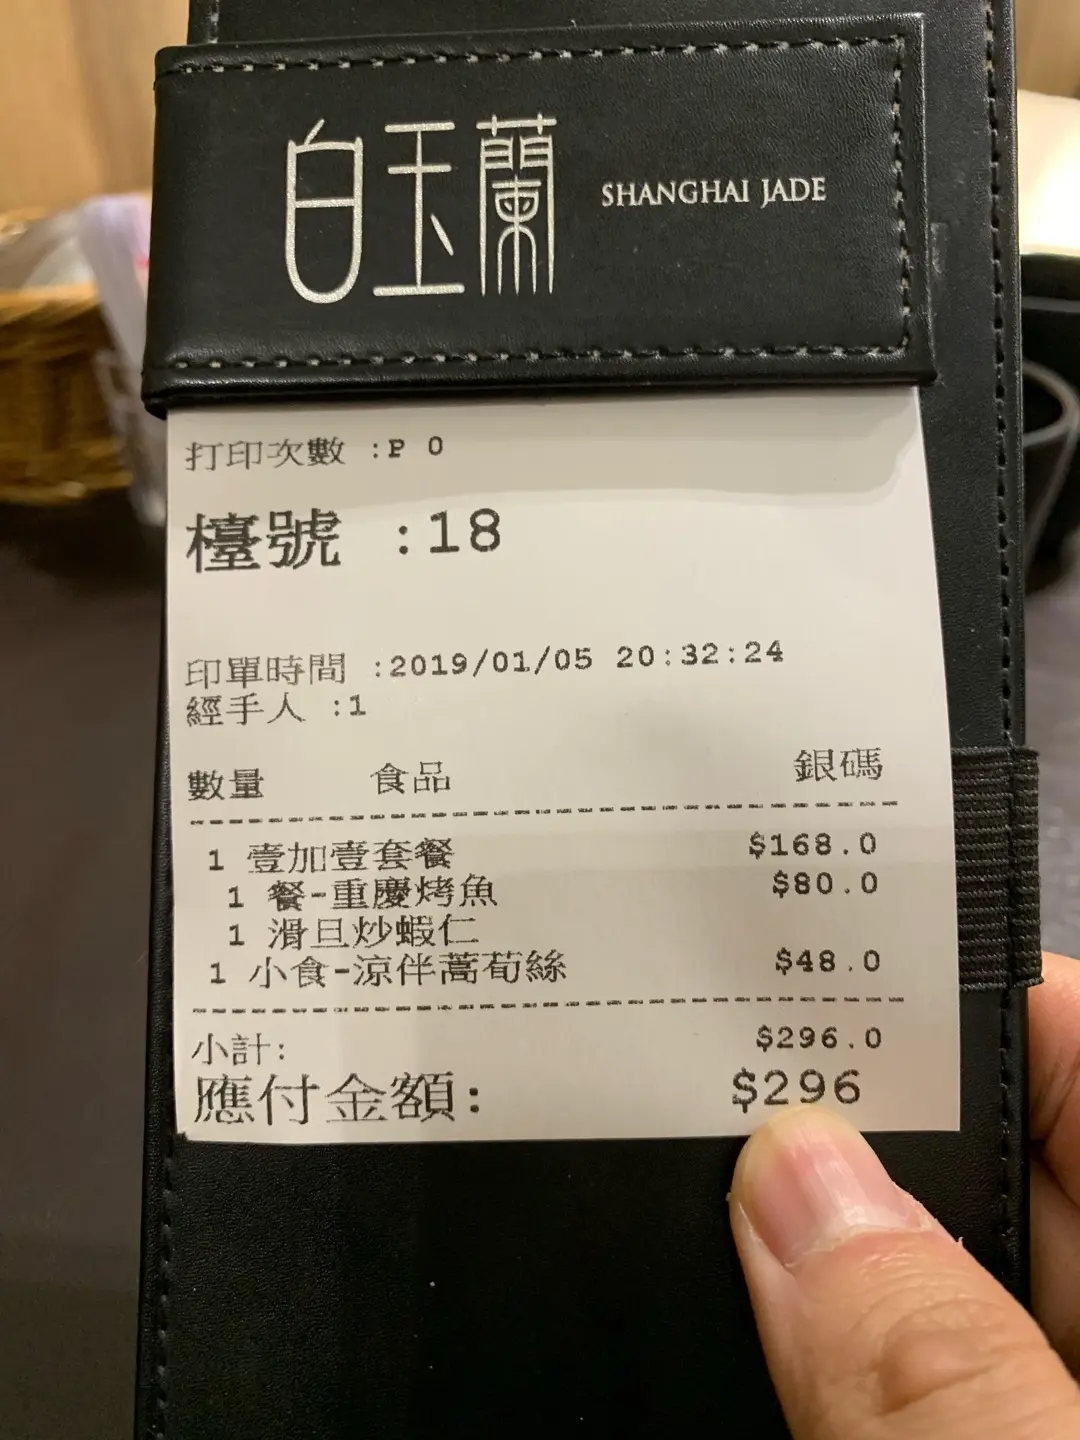 白玉蘭 SHANGHAI JADE
打印次數 :P 0
檯號 :18
印單時間 :2019/01/05 20:32:24
經手人 :1
數量 食品 銀碼
1 壹加壹套餐 $168.0
1 餐-重慶烤魚 $80.0
1 滑旦炒蝦仁
1 小食-涼伴蒿荀絲 $48.0
小計: $296.0
應付金額: $296